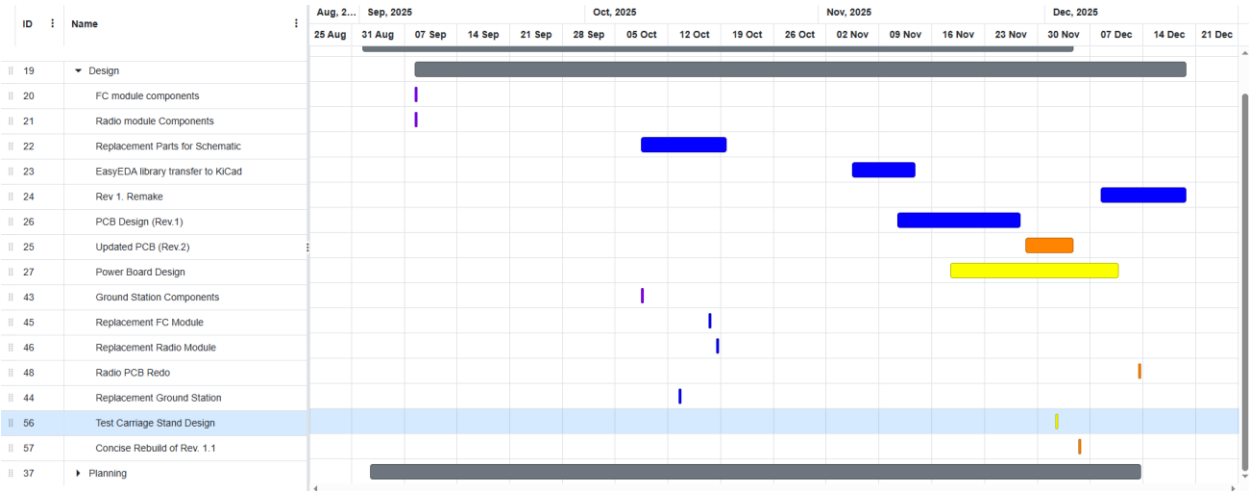 Aug, 2... Sep, 2025 Oct, 2025 Nov, 2025 Dec, 2025
ID Name
25 Aug 31 Aug 07 Sep 14 Sep 21 Sep 28 Sep 05 Oct 12 Oct 19 Oct 26 Oct 02 Nov 09 Nov 16 Nov 23 Nov 30 Nov 07 Dec 14 Dec 21 Dec
19 Design
20 FC module components
21 Radio module Components
22 Replacement Parts for Schematic
23 EasyEDA library transfer to KiCad
24 Rev 1. Remake
26 PCB Design (Rev.1)
25 Updated PCB (Rev.2)
27 Power Board Design
43 Ground Station Components
45 Replacement FC Module
46 Replacement Radio Module
48 Radio PCB Redo
44 Replacement Ground Station
56 Test Carriage Stand Design
57 Concise Rebuild of Rev. 1.1
37 Planning